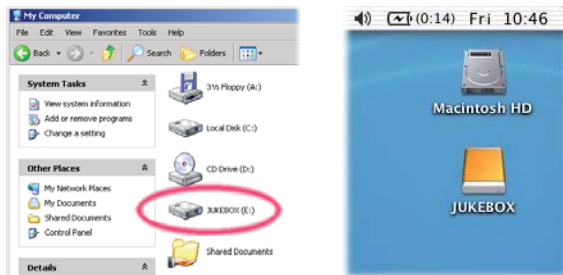 My Computer
File Edit View Favorites Tools Help
Back Search Folders
System Tasks
View system information
Add or remove programs
Change a setting
Other Places
My Network Places
My Documents
Shared Documents
Control Panel
Details
3½ Floppy (A:)
Local Disk (C:)
CD Drive (D:)
JUKEBOX (E:)
Shared Documents
(0:14) Fri 10:46
Macintosh HD
JUKEBOX